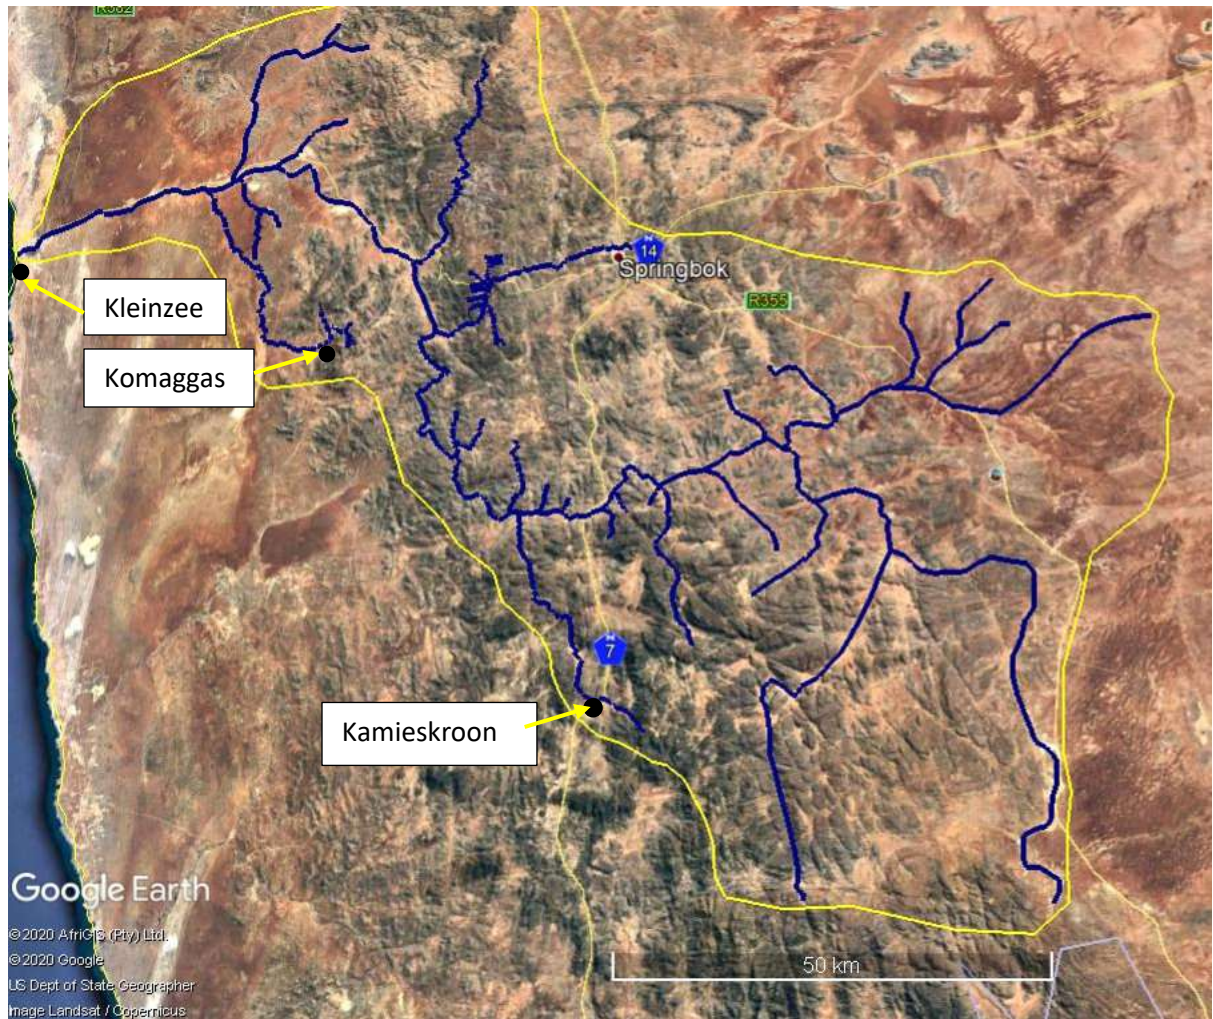 R382
N
14
Springbok
R355
Kleinzee
Komaggas
N
7
Kamieskroon
Google Earth
© 2020 AfriGIS (Pty) Ltd.
© 2020 Google
US Dept of State Geographer
Image Landsat / Copernicus
50 km